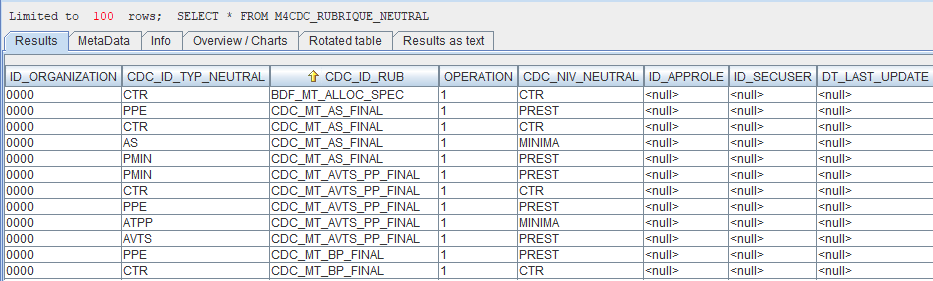 Limited to 100 rows; SELECT * FROM M4CDC_RUBRIQUE_NEUTRAL
Results MetaData Info Overview / Charts Rotated table Results as text
ID_ORGANIZATION CDC_ID_TYP_NEUTRAL CDC_ID_RUB OPERATION CDC_NIV_NEUTRAL ID_APPROLE ID_SECUSER DT_LAST_UPDATE
0000 CTR BDF_MT_ALLOC_SPEC 1 CTR <null> <null> <null>
0000 PPE CDC_MT_AS_FINAL 1 PREST <null> <null> <null>
0000 CTR CDC_MT_AS_FINAL 1 CTR <null> <null> <null>
0000 AS CDC_MT_AS_FINAL 1 MINIMA <null> <null> <null>
0000 PMIN CDC_MT_AS_FINAL 1 PREST <null> <null> <null>
0000 PMIN CDC_MT_AVTS_PP_FINAL 1 PREST <null> <null> <null>
0000 CTR CDC_MT_AVTS_PP_FINAL 1 CTR <null> <null> <null>
0000 PPE CDC_MT_AVTS_PP_FINAL 1 PREST <null> <null> <null>
0000 ATPP CDC_MT_AVTS_PP_FINAL 1 MINIMA <null> <null> <null>
0000 AVTS CDC_MT_AVTS_PP_FINAL 1 PREST <null> <null> <null>
0000 PPE CDC_MT_BP_FINAL 1 PREST <null> <null> <null>
0000 CTR CDC_MT_BP_FINAL 1 CTR <null> <null> <null>